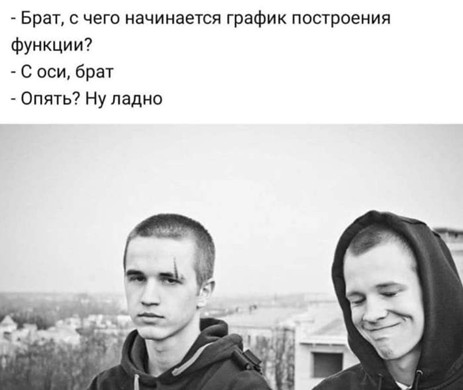 - Брат, с чего начинается график построения
функции?
- С оси, брат
- Опять? Ну ладно